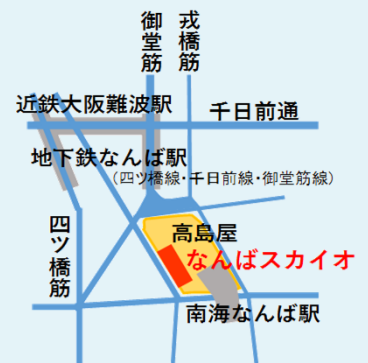 御堂筋
戎橋筋
近鉄大阪難波駅
千日前通
地下鉄なんば駅
（四ツ橋線・千日前線・御堂筋線）
四ツ橋筋
高島屋
なんばスカイオ
南海なんば駅